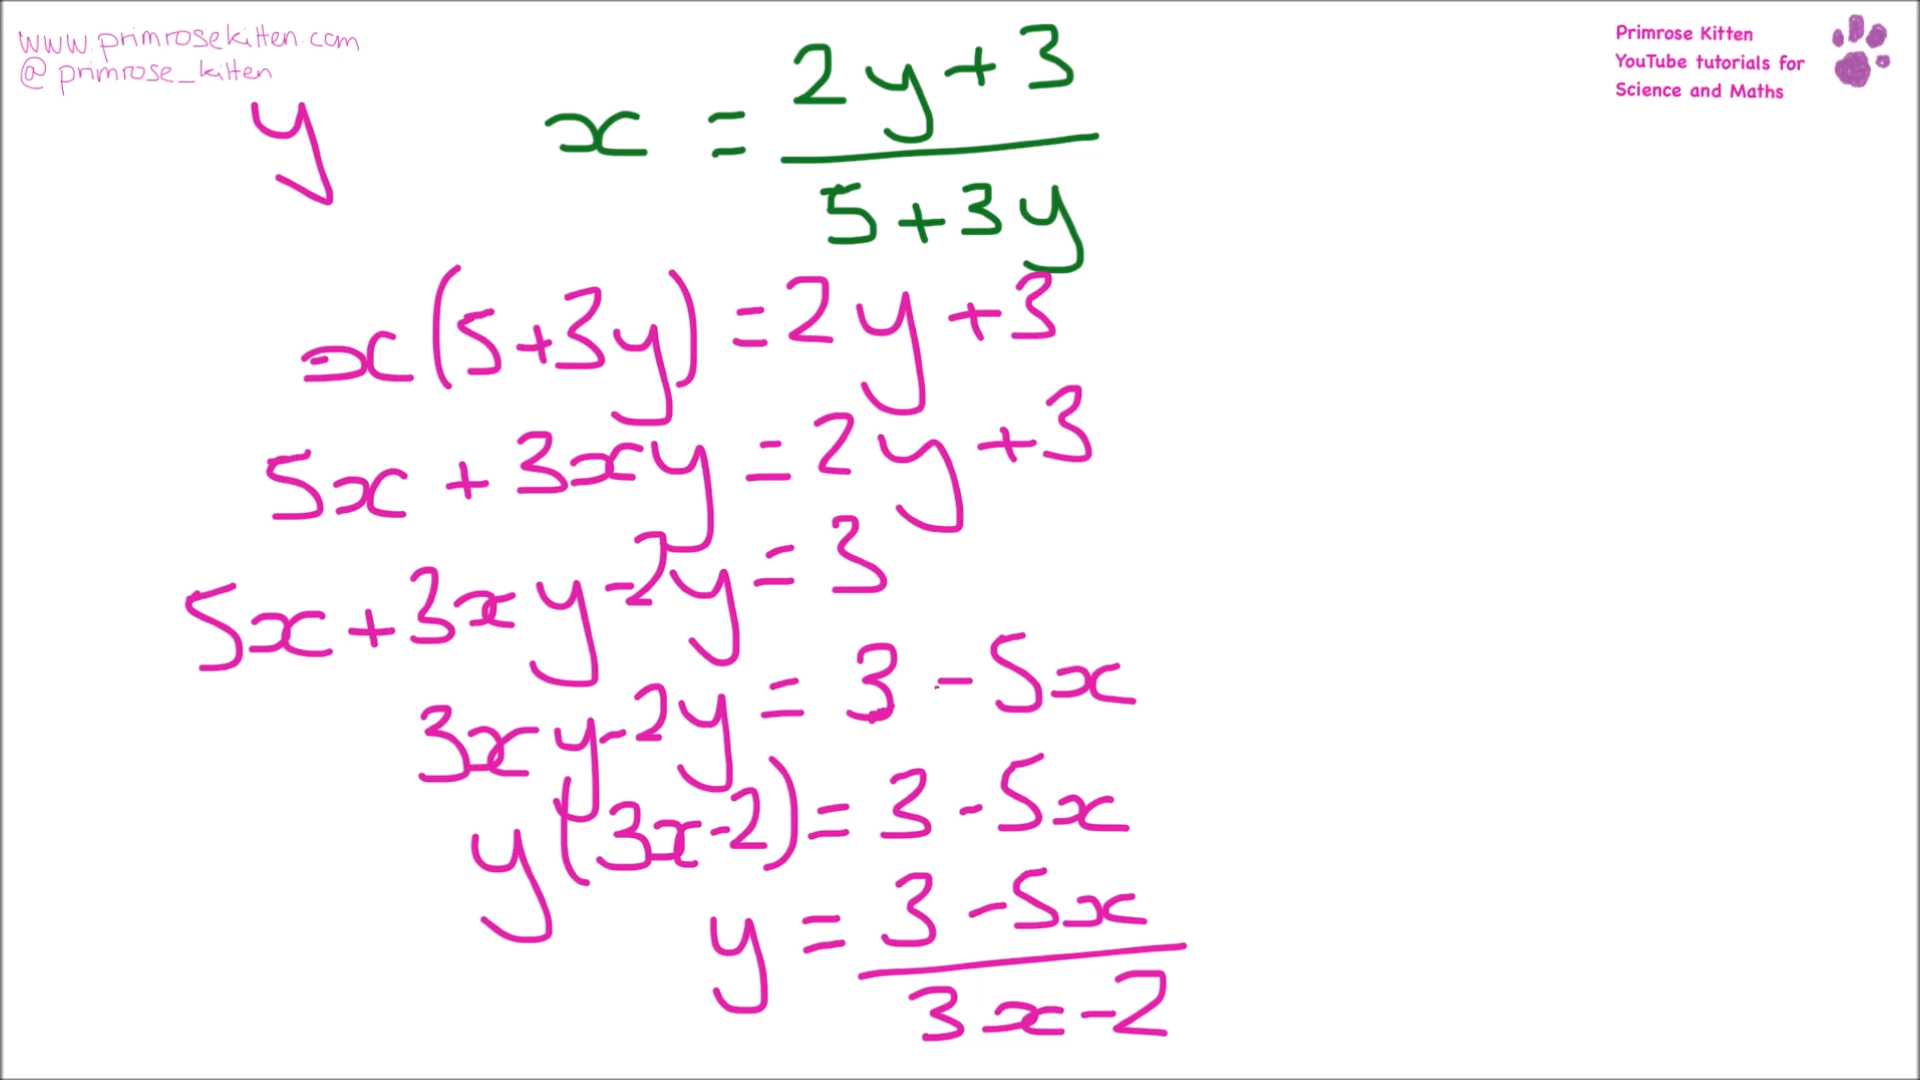 www.primrosekitten.com
@primrose_kitten
Primrose Kitten
YouTube tutorials for
Science and Maths
y
x = (2y+3)/(5+3y)
x(5+3y) = 2y+3
5x + 3xy = 2y+3
5x+3xy-2y = 3
3xy-2y = 3-5x
y(3x-2) = 3-5x
y = (3-5x)/(3x-2)